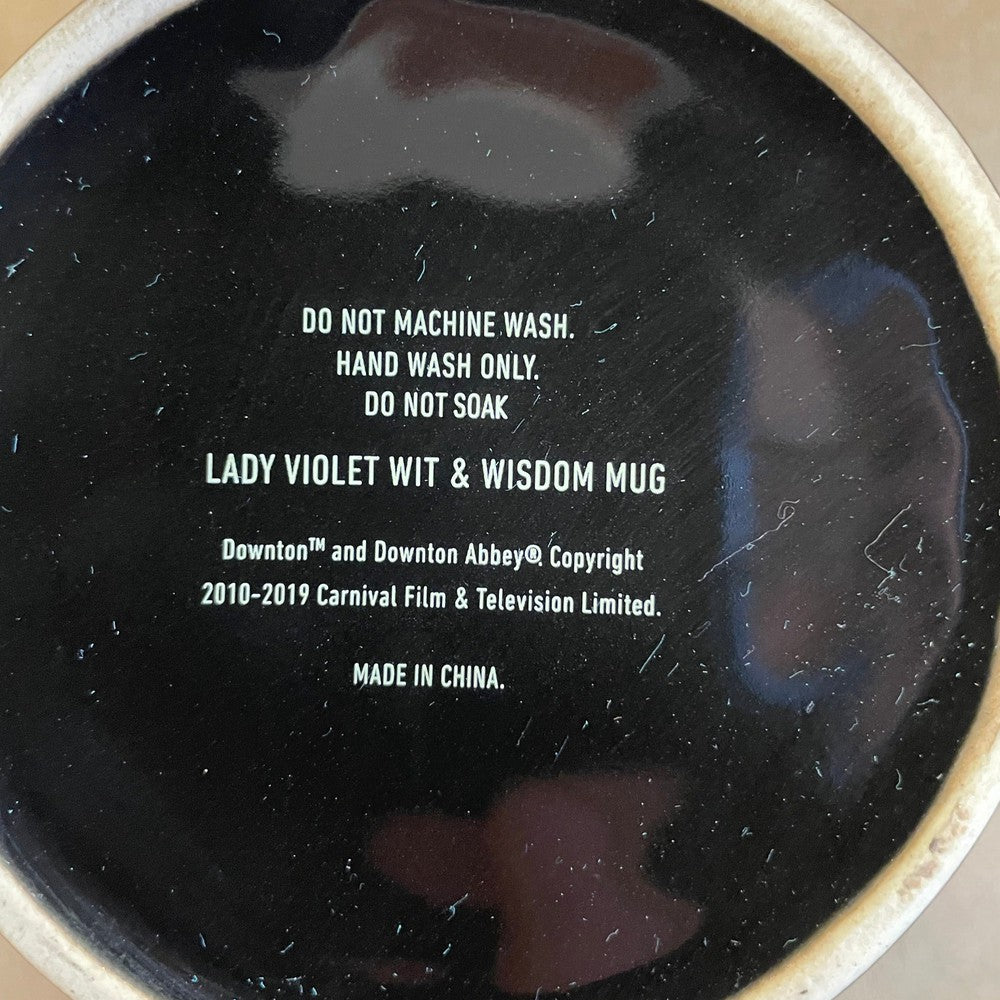 DO NOT MACHINE WASH.
HAND WASH ONLY.
DO NOT SOAK
LADY VIOLET WIT & WISDOM MUG
Downton™ and Downton Abbey®. Copyright
2010-2019 Carnival Film & Television Limited.
MADE IN CHINA.